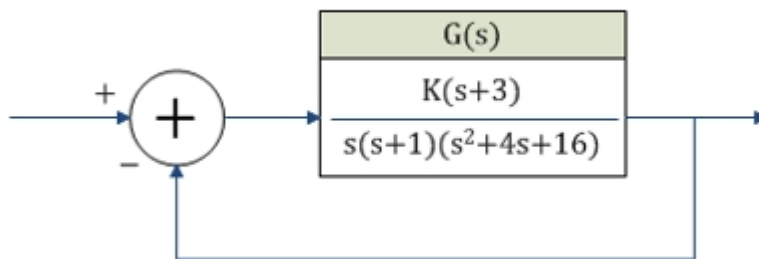 G(s)
+
+
K(s+3)
−
s(s+1)(s²+4s+16)